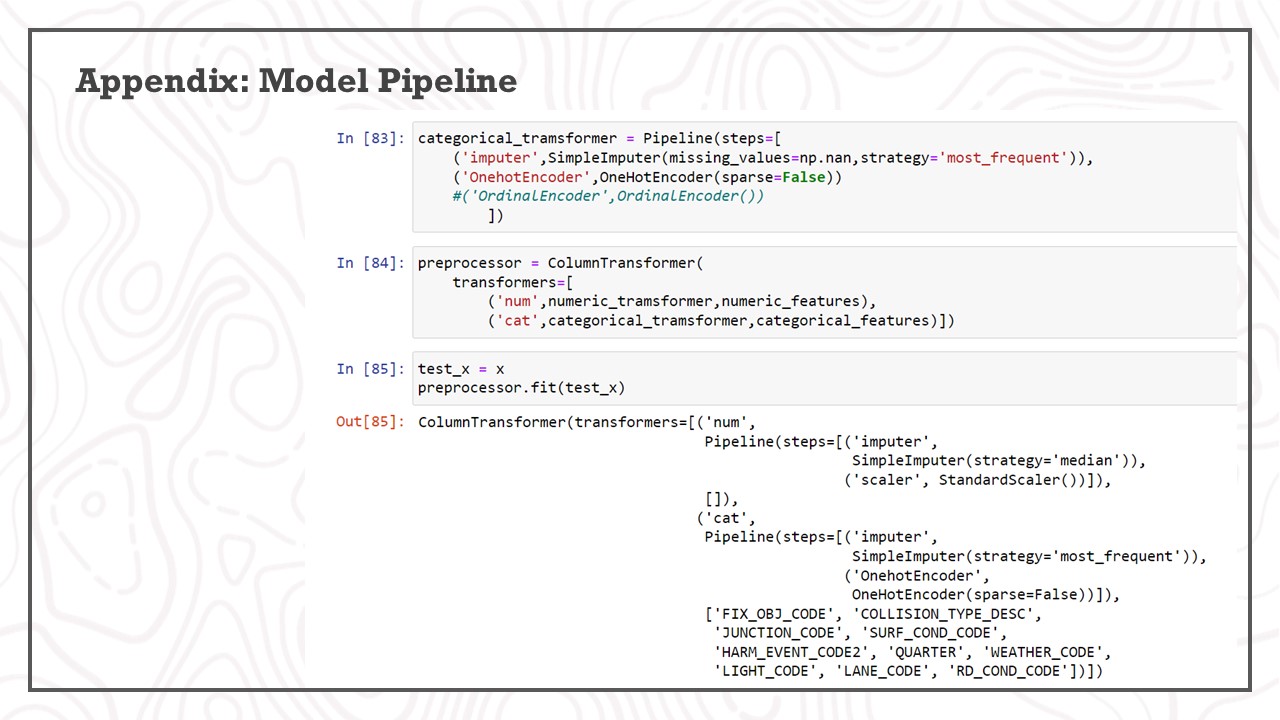 Appendix: Model Pipeline
In [83]: categorical_tramsformer = Pipeline(steps=[
('imputer',SimpleImputer(missing_values=np.nan,strategy='most_frequent')),
('OnehotEncoder',OneHotEncoder(sparse=False))
#('OrdinalEncoder',OrdinalEncoder())
])
In [84]: preprocessor = ColumnTransformer(
transformers=[
('num',numeric_tramsformer,numeric_features),
('cat',categorical_tramsformer,categorical_features)])
In [85]: test_x = x
preprocessor.fit(test_x)
Out[85]: ColumnTransformer(transformers=[('num',
Pipeline(steps=[('imputer',
SimpleImputer(strategy='median')),
('scaler', StandardScaler())]),
[]),
('cat',
Pipeline(steps=[('imputer',
SimpleImputer(strategy='most_frequent')),
('OnehotEncoder',
OneHotEncoder(sparse=False))]),
['FIX_OBJ_CODE', 'COLLISION_TYPE_DESC',
'JUNCTION_CODE', 'SURF_COND_CODE',
'HARM_EVENT_CODE2', 'QUARTER', 'WEATHER_CODE',
'LIGHT_CODE', 'LANE_CODE', 'RD_COND_CODE'])])